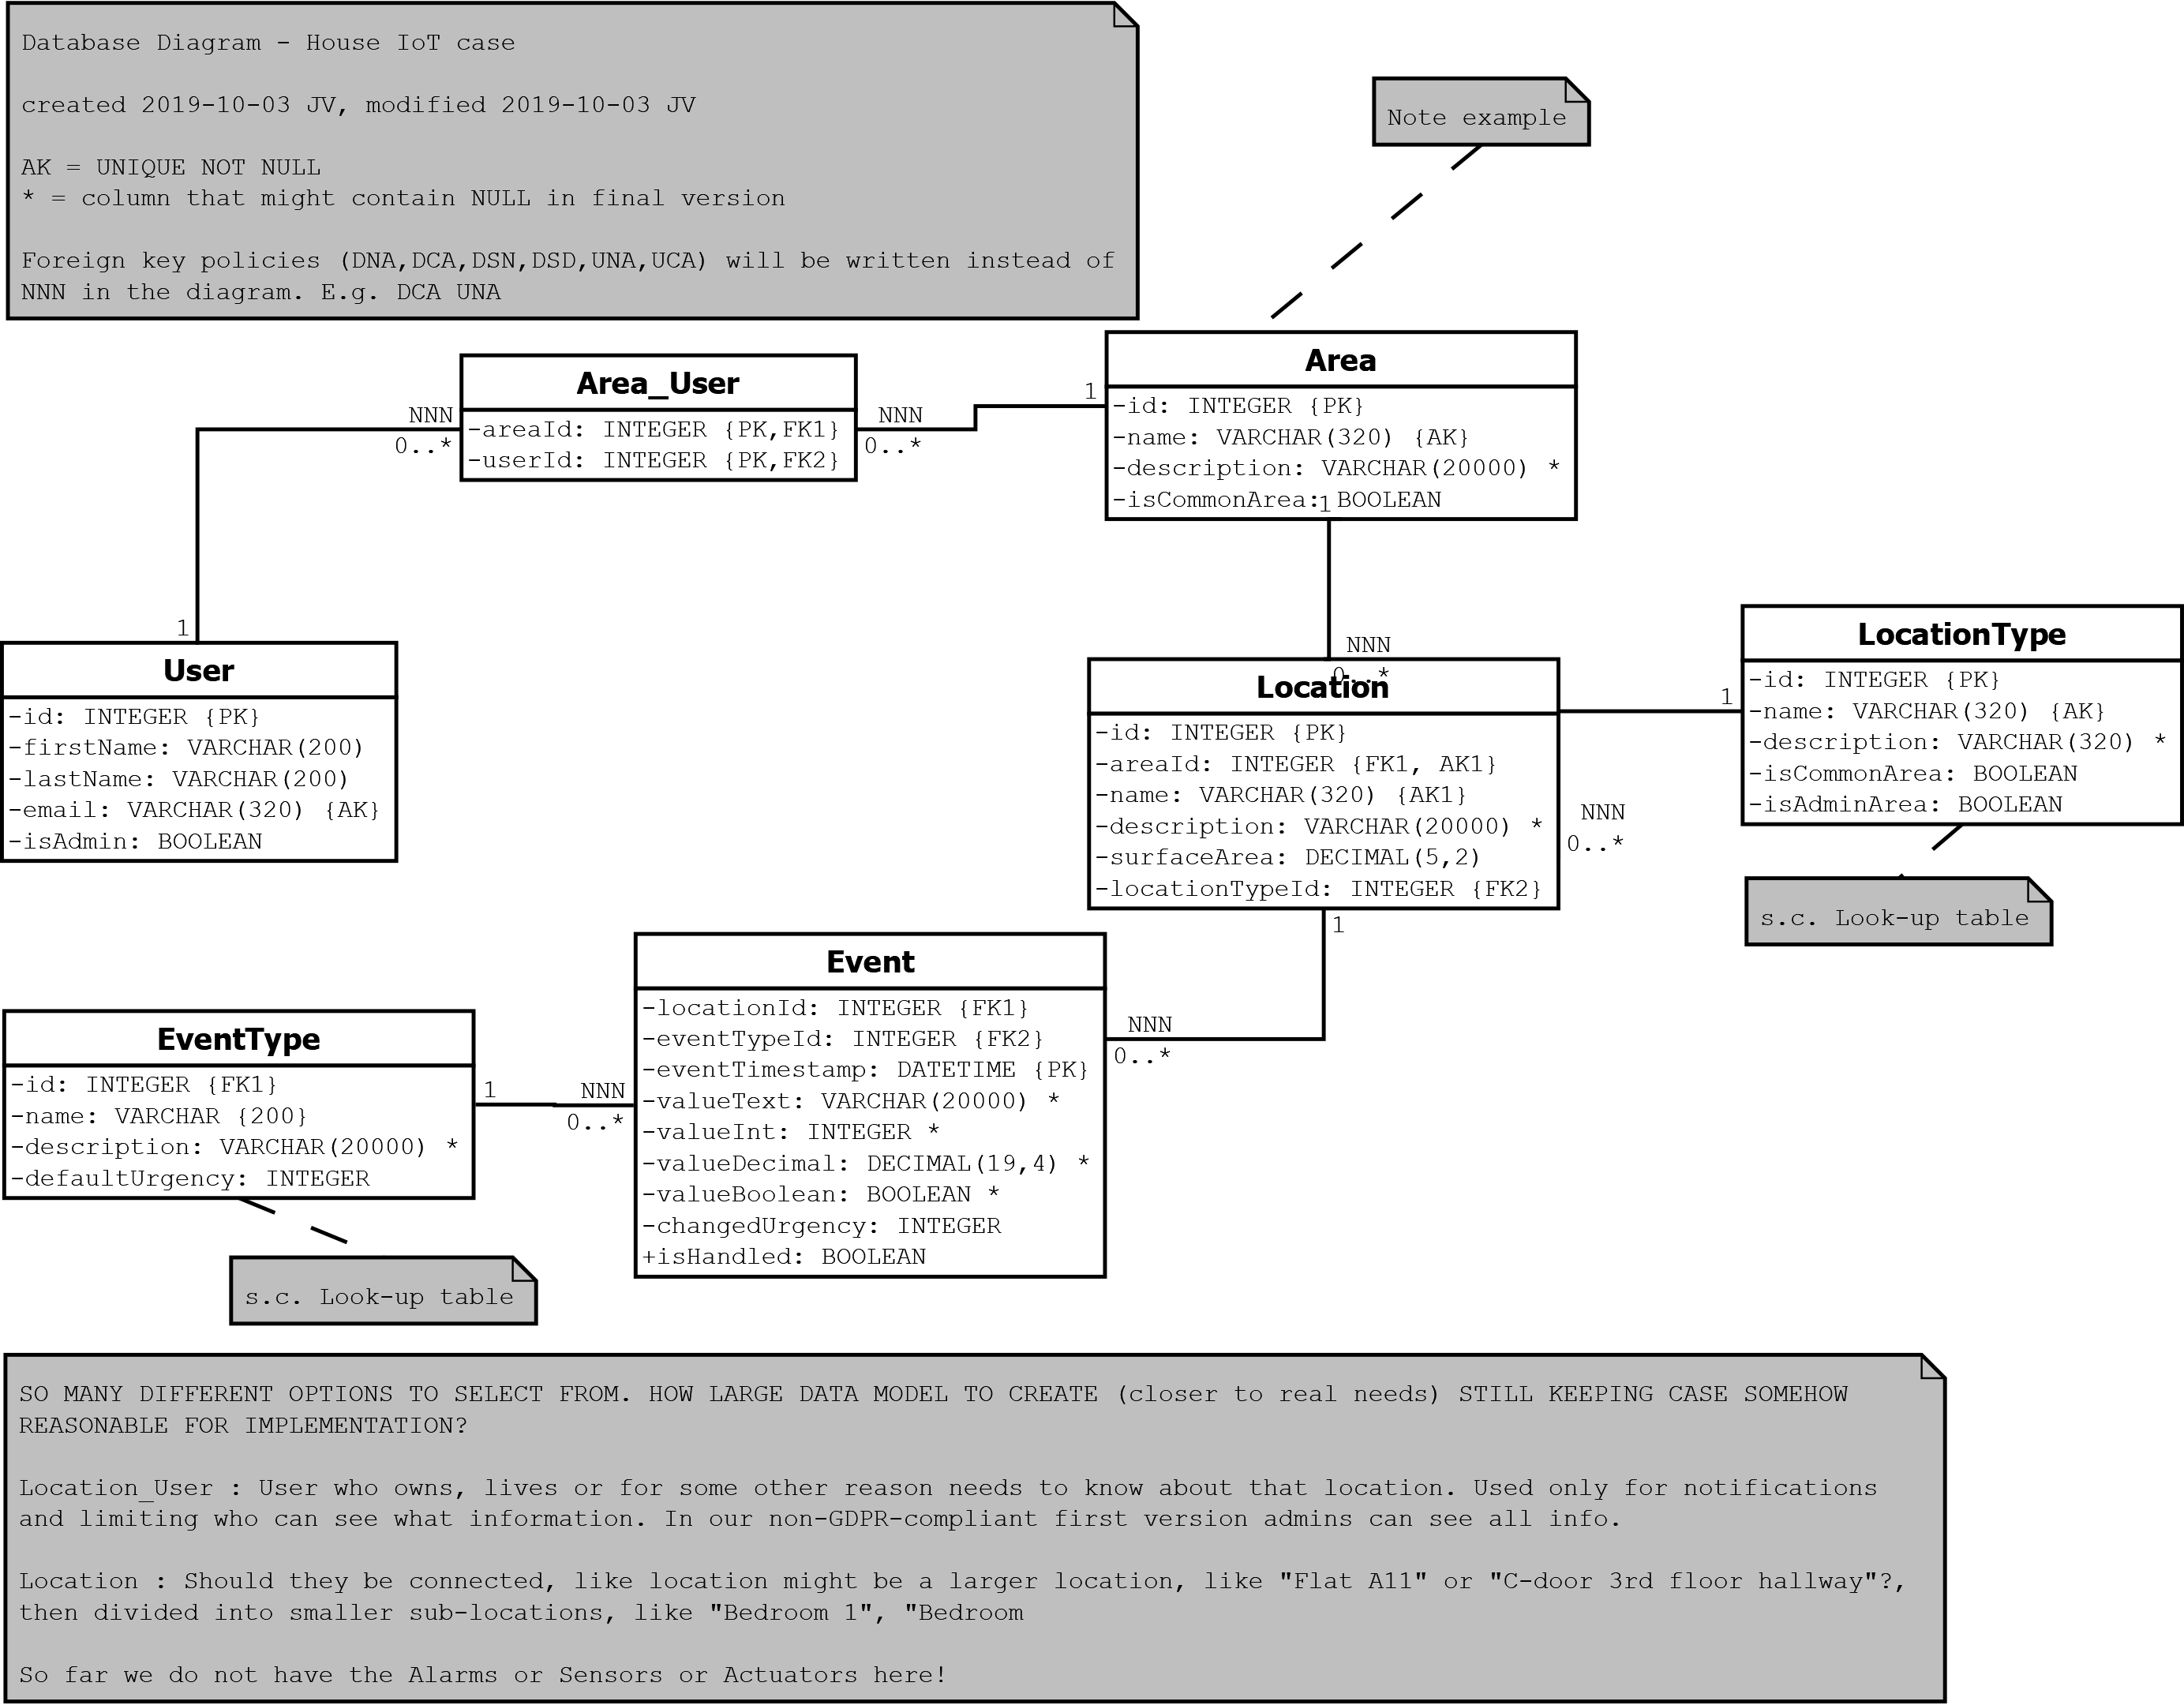 Database Diagram - House IoT case
created 2019-10-03 JV, modified 2019-10-03 JV
AK = UNIQUE NOT NULL
* = column that might contain NULL in final version
Foreign key policies (DNA,DCA,DSN,DSD,UNA,UCA) will be written instead of
NNN in the diagram. E.g. DCA UNA
Note example
Area_User
-areaId: INTEGER {PK,FK1}
-userId: INTEGER {PK,FK2}
NNN
0..*
NNN
0..*
1
Area
-id: INTEGER {PK}
-name: VARCHAR(320) {AK}
-description: VARCHAR(20000) *
-isCommonArea: BOOLEAN
1
NNN
0..*
1
User
-id: INTEGER {PK}
-firstName: VARCHAR(200)
-lastName: VARCHAR(200)
-email: VARCHAR(320) {AK}
-isAdmin: BOOLEAN
Location
-id: INTEGER {PK}
-areaId: INTEGER {FK1, AK1}
-name: VARCHAR(320) {AK1}
-description: VARCHAR(20000) *
-surfaceArea: DECIMAL(5,2)
-locationTypeId: INTEGER {FK2}
1
NNN
0..*
LocationType
-id: INTEGER {PK}
-name: VARCHAR(320) {AK}
-description: VARCHAR(320) *
-isCommonArea: BOOLEAN
-isAdminArea: BOOLEAN
s.c. Look-up table
1
NNN
0..*
Event
-locationId: INTEGER {FK1}
-eventTypeId: INTEGER {FK2}
-eventTimestamp: DATETIME {PK}
-valueText: VARCHAR(20000) *
-valueInt: INTEGER *
-valueDecimal: DECIMAL(19,4) *
-valueBoolean: BOOLEAN *
-changedUrgency: INTEGER
+isHandled: BOOLEAN
EventType
-id: INTEGER {FK1}
-name: VARCHAR {200}
-description: VARCHAR(20000) *
-defaultUrgency: INTEGER
1
NNN
0..*
s.c. Look-up table
SO MANY DIFFERENT OPTIONS TO SELECT FROM. HOW LARGE DATA MODEL TO CREATE (closer to real needs) STILL KEEPING CASE SOMEHOW
REASONABLE FOR IMPLEMENTATION?
Location_User : User who owns, lives or for some other reason needs to know about that location. Used only for notifications
and limiting who can see what information. In our non-GDPR-compliant first version admins can see all info.
Location : Should they be connected, like location might be a larger location, like "Flat A11" or "C-door 3rd floor hallway"?,
then divided into smaller sub-locations, like "Bedroom 1", "Bedroom
So far we do not have the Alarms or Sensors or Actuators here!